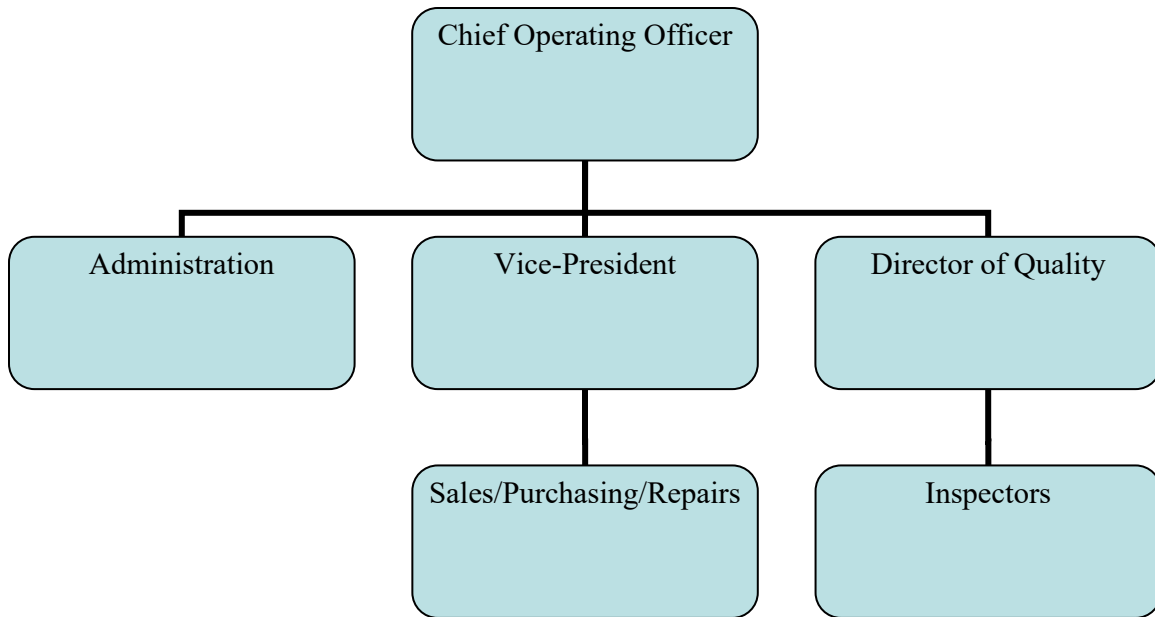 Chief Operating Officer
Administration
Vice-President
Director of Quality
Sales/Purchasing/Repairs
Inspectors